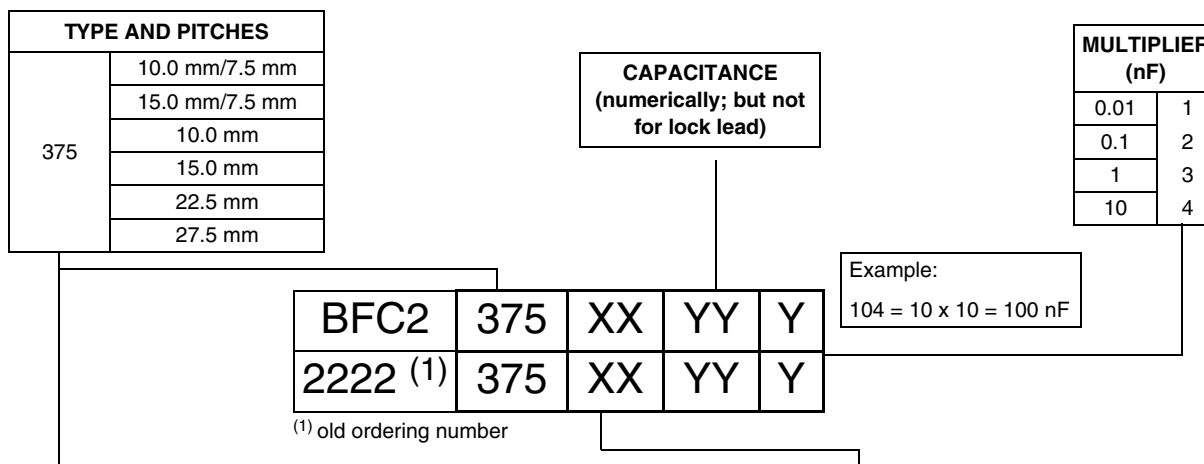 TYPE AND PITCHES
375
10.0 mm/7.5 mm
15.0 mm/7.5 mm
10.0 mm
15.0 mm
22.5 mm
27.5 mm
CAPACITANCE
(numerically; but not
for lock lead)
MULTIPLIER
(nF)
0.01 1
0.1 2
1 3
10 4
Example:
104 = 10 x 10 = 100 nF
BFC2 375 XX YY Y
2222 (1) 375 XX YY Y
(1) old ordering number